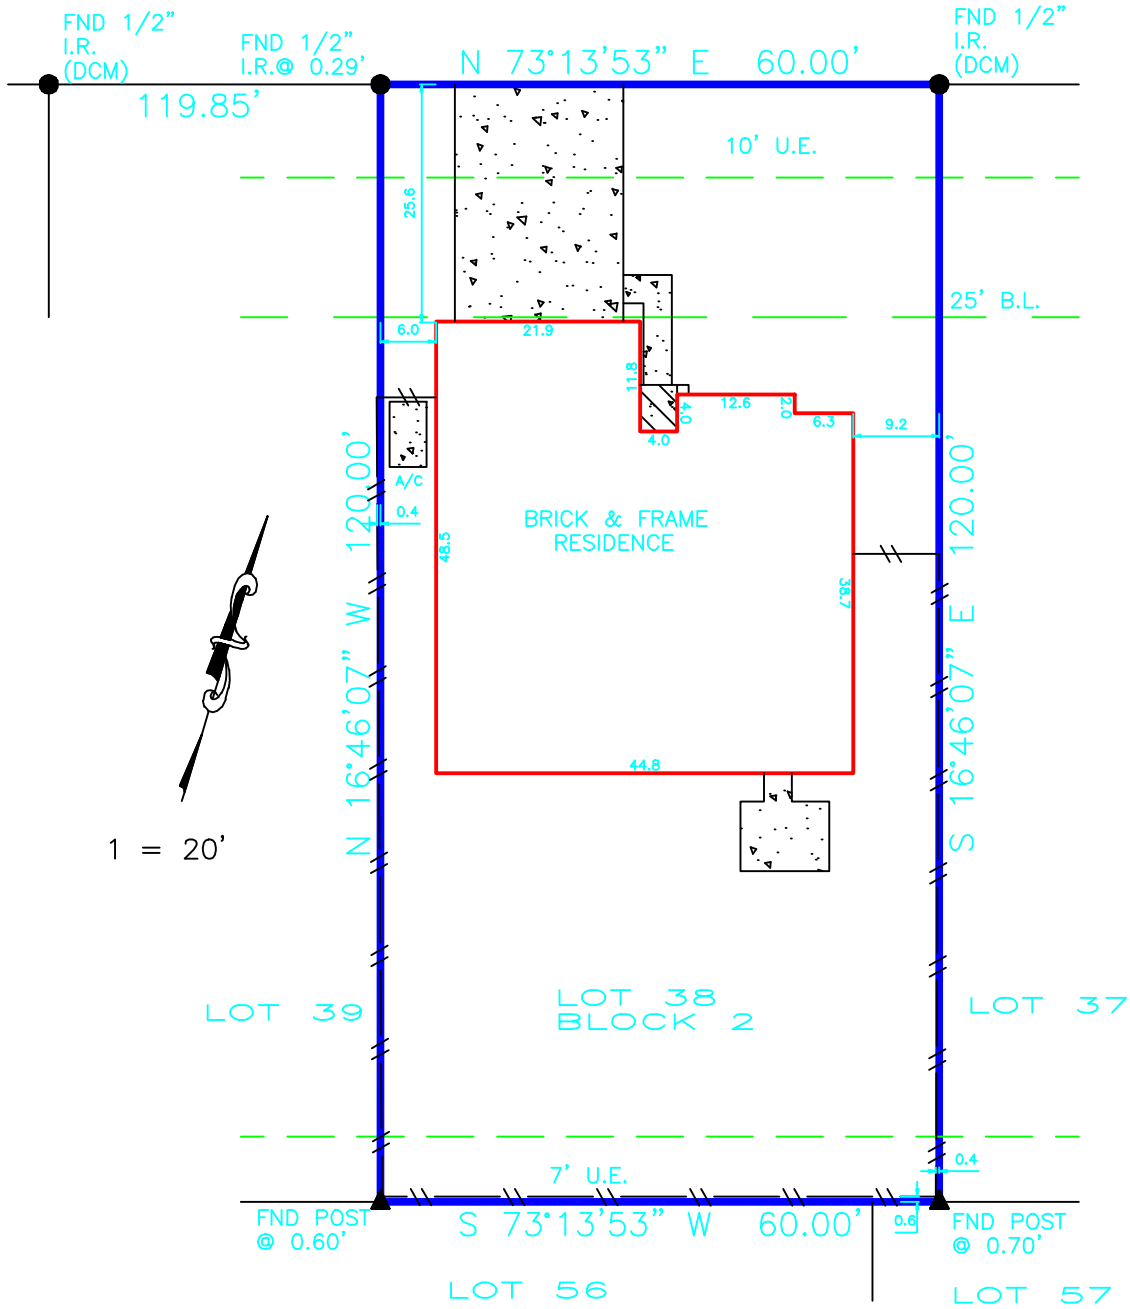 FND 1/2”
I.R.
(DCM)
FND 1/2”
I.R.@ 0.29'
N 73°13'53” E 60.00'
FND 1/2”
I.R.
(DCM)
119.85'
10' U.E.
25.6
25' B.L.
6.0
21.9
11.8
4.0
4.0
12.6
2.0
6.3
9.2
A/C
0.4
N 16°46'07” W 120.00'
S 16°46'07” E 120.00'
BRICK & FRAME
RESIDENCE
48.5
38.7
44.8
1 = 20'
LOT 39
LOT 38
BLOCK 2
LOT 37
7' U.E.
0.4
0.6
FND POST
@ 0.60'
S 73°13'53” W 60.00'
FND POST
@ 0.70'
LOT 56
LOT 57